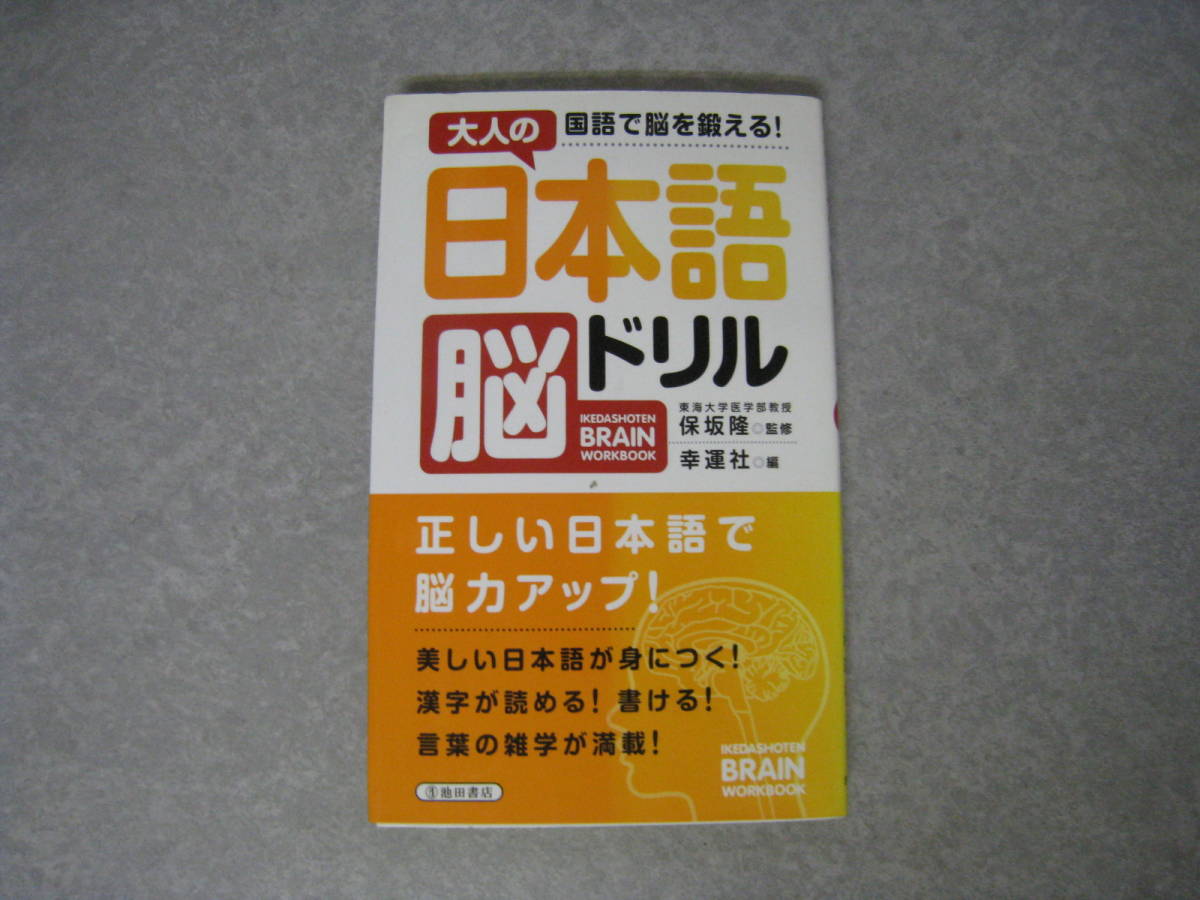 大人の
国語で脳を鍛える!
日本語
脳ドリル
IKEDASHOTEN
BRAIN
WORKBOOK
東海大学医学部教授
保坂隆◎監修
幸運社◎編
正しい日本語で
脳力アップ!
美しい日本語が身につく!
漢字が読める! 書ける!
言葉の雑学が満載!
池田書店
IKEDASHOTEN
BRAIN
WORKBOOK